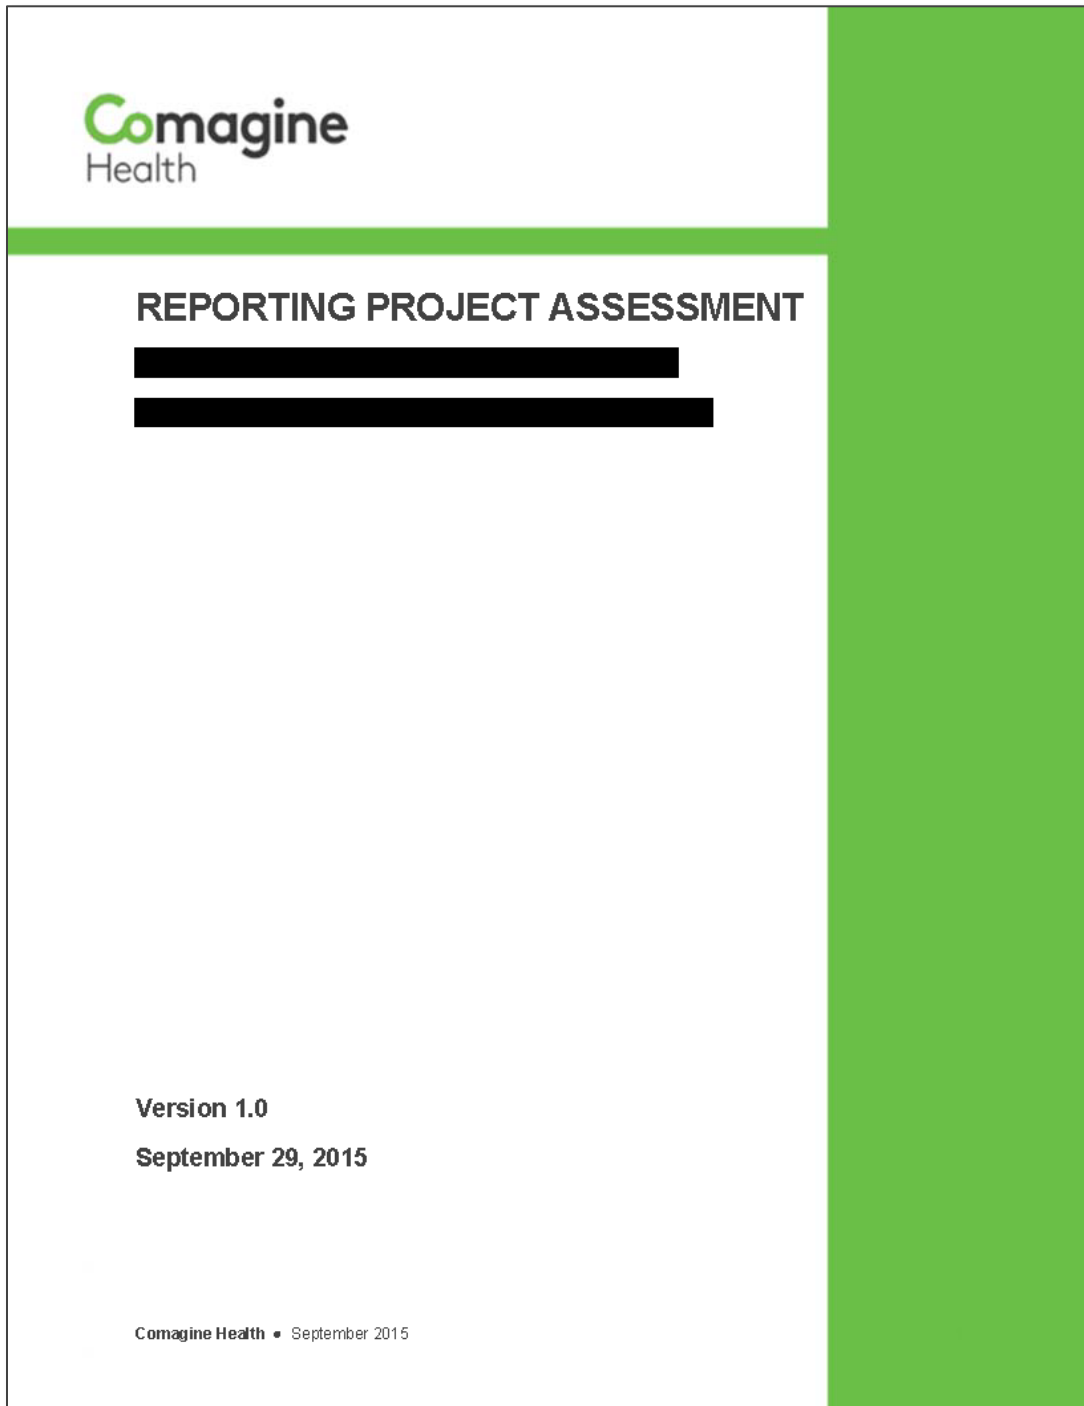 Comagine
Health
REPORTING PROJECT ASSESSMENT
Version 1.0
September 29, 2015
Comagine Health • September 2015